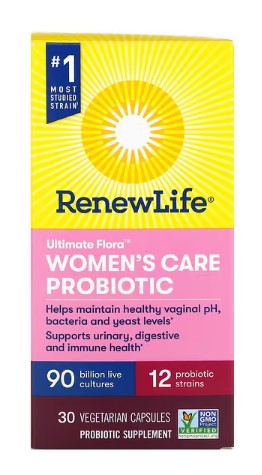 #1
MOST
STUDIED
STRAIN†
RenewLife®
Ultimate Flora™
WOMEN'S CARE
PROBIOTIC
Helps maintain healthy vaginal pH,
bacteria and yeast levels*
Supports urinary, digestive
and immune health*
90 billion live
cultures
12 probiotic
strains
30 VEGETARIAN CAPSULES
PROBIOTIC SUPPLEMENT
NON
GMO
Project
VERIFIED
nongmoproject.org